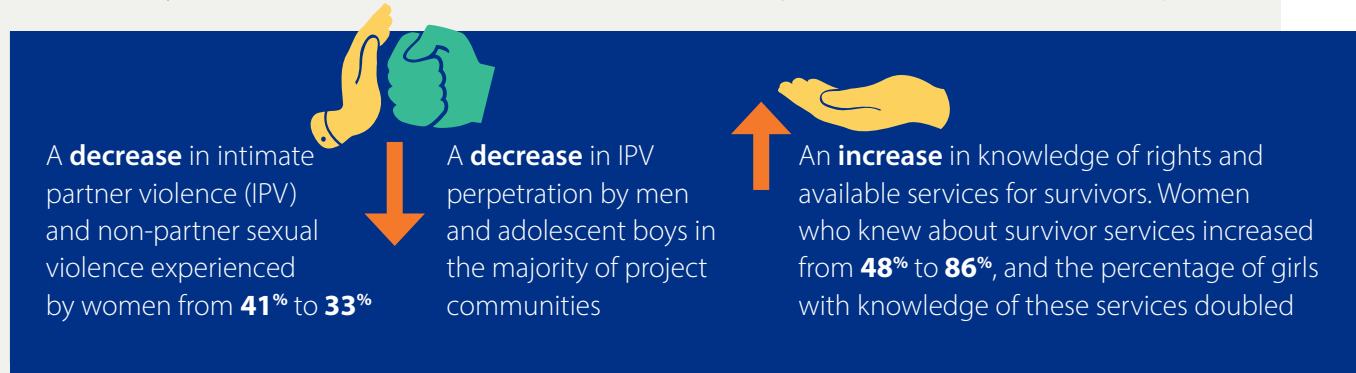 A decrease in intimate
partner violence (IPV)
and non-partner sexual
violence experienced
by women from 41% to 33%
A decrease in IPV
perpetration by men
and adolescent boys in
the majority of project
communities
An increase in knowledge of rights and
available services for survivors. Women
who knew about survivor services increased
from 48% to 86%, and the percentage of girls
with knowledge of these services doubled